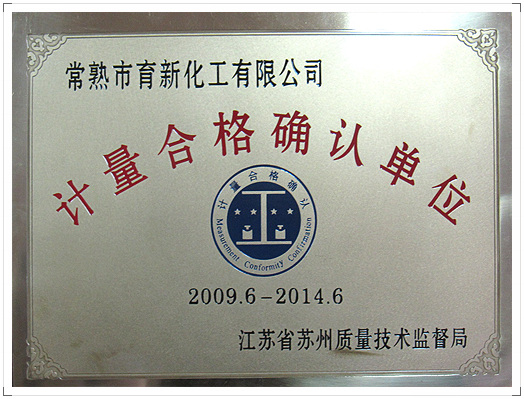 常熟市育新化工有限公司
计量合格确认单位
计量合格确认
Measurement Conformity Confirmation
2009.6-2014.6
江苏省苏州质量技术监督局